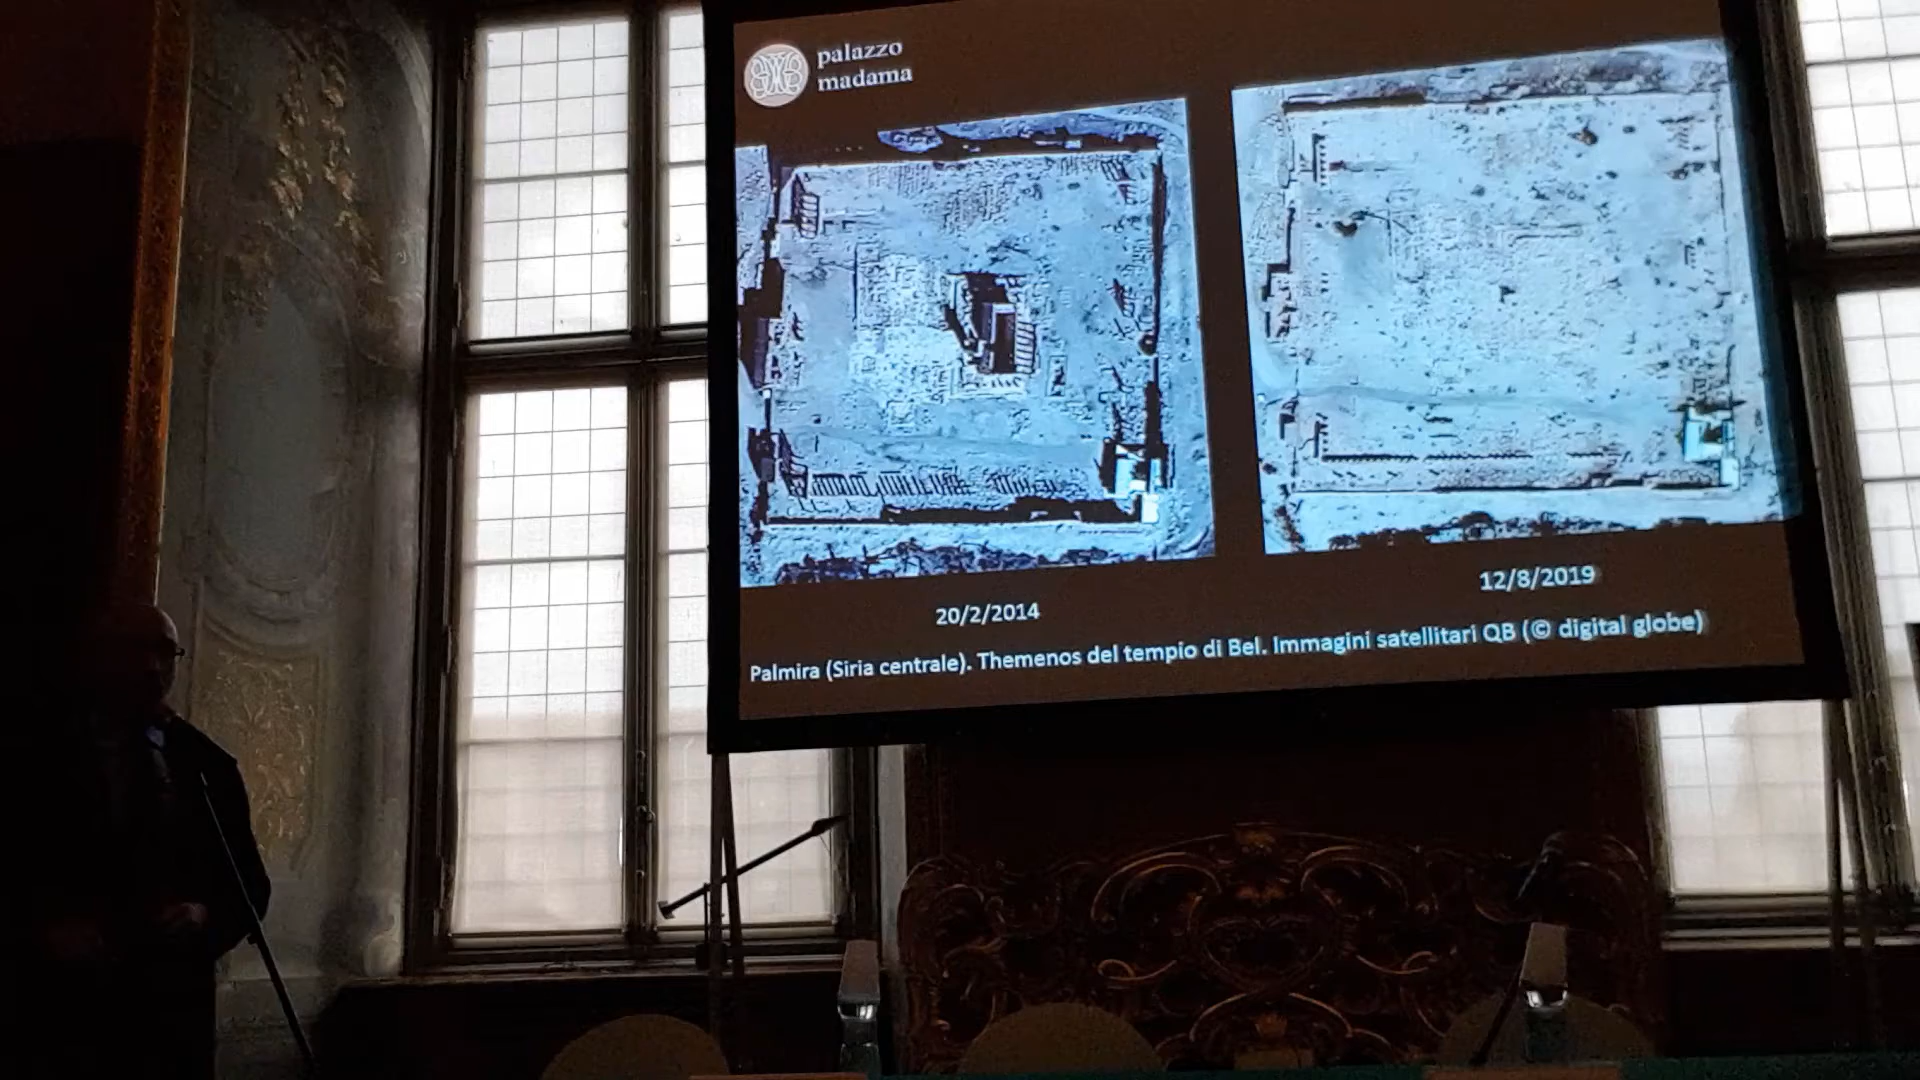 palazzo
madama
20/2/2014
12/8/2019
Palmira (Siria centrale). Themenos del tempio di Bel. Immagini satellitari QB (© digital globe)